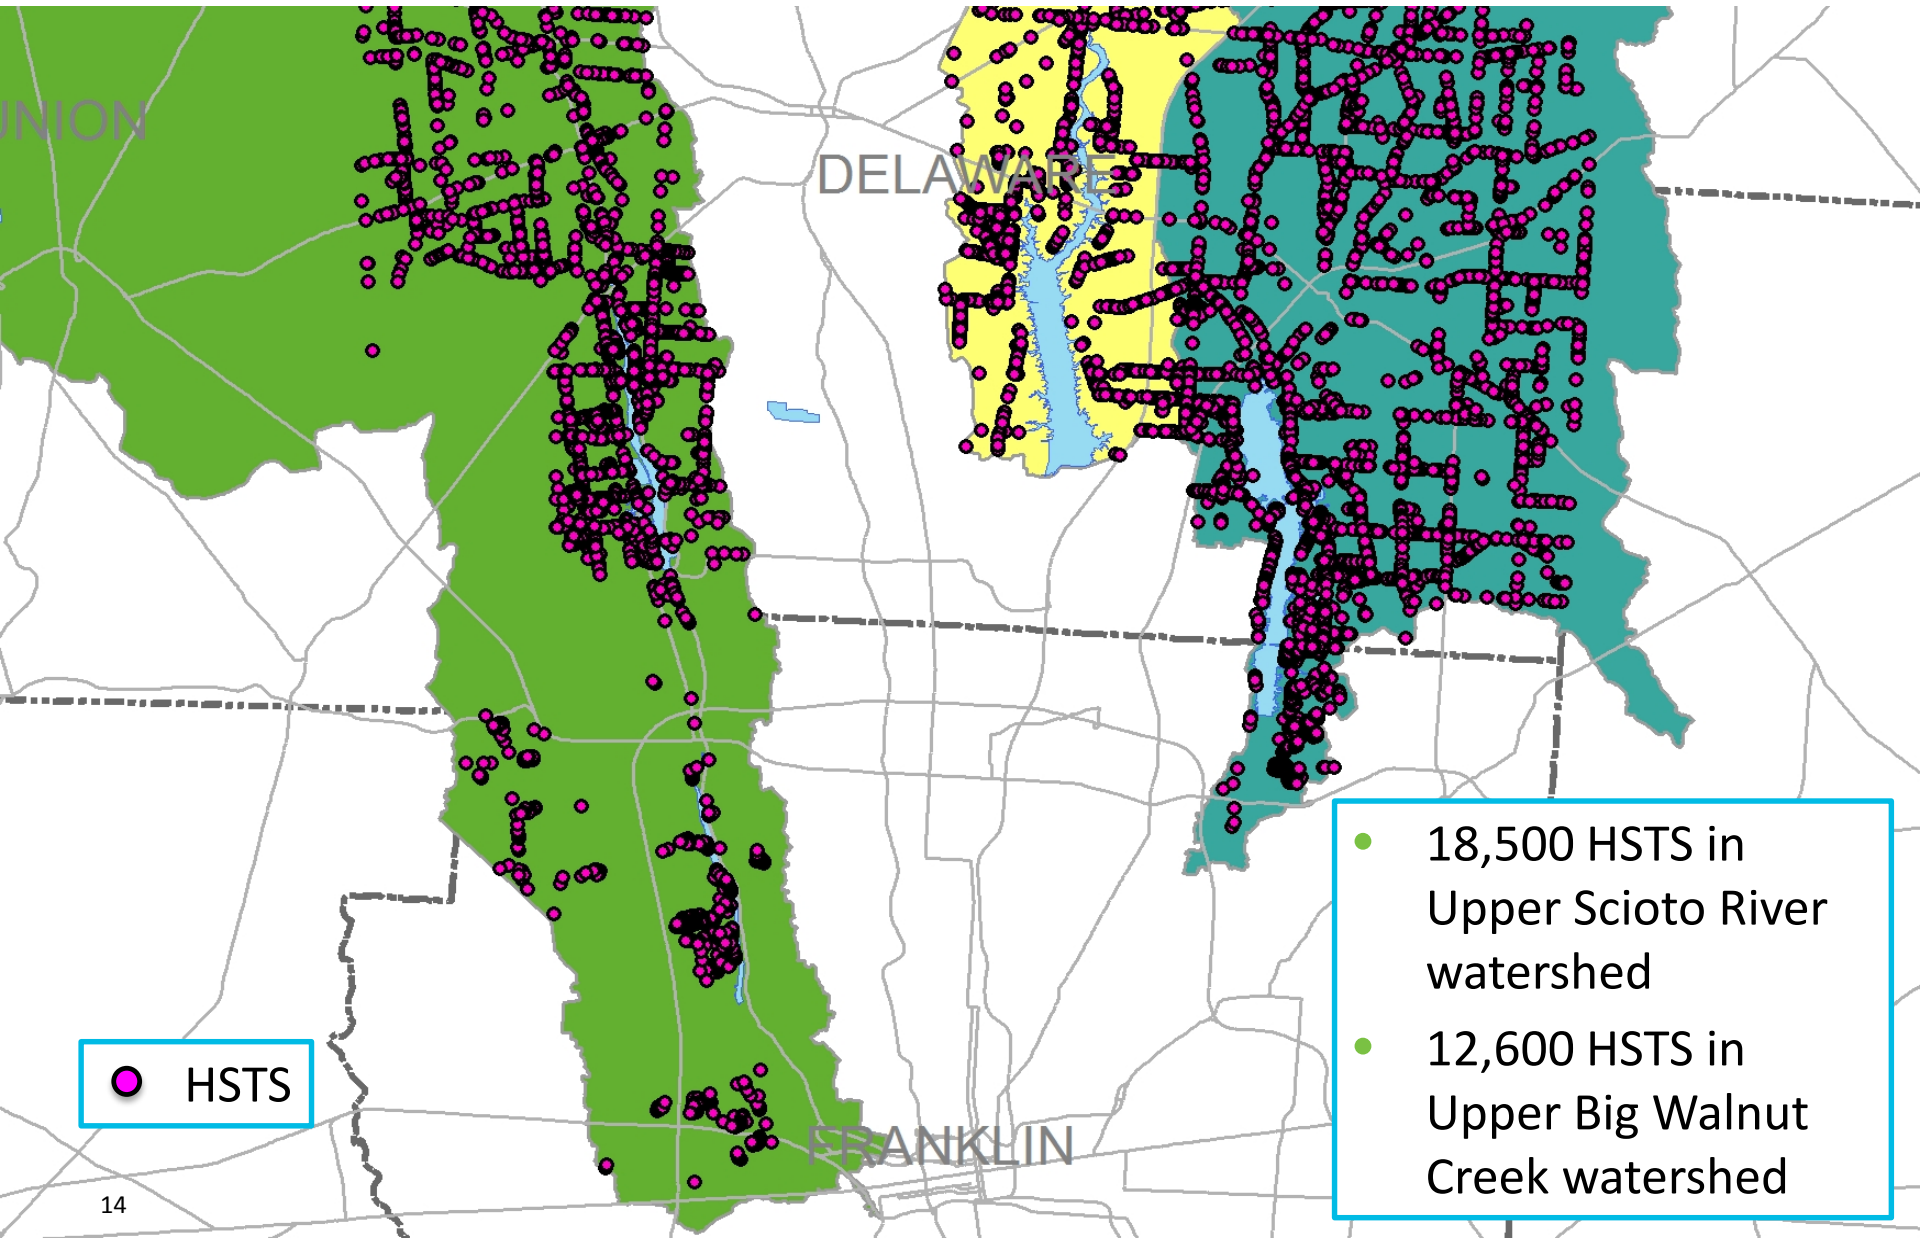 UNION
DELAWARE
FRANKLIN
HSTS
• 18,500 HSTS in
Upper Scioto River
watershed
• 12,600 HSTS in
Upper Big Walnut
Creek watershed
14